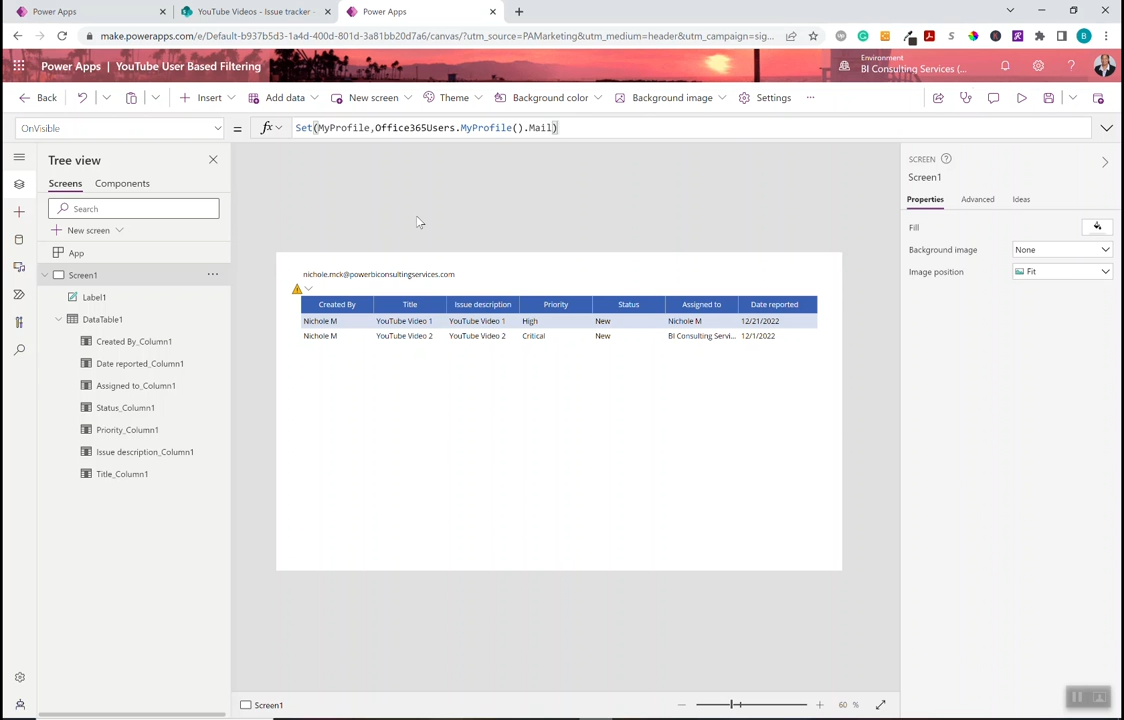 Power Apps
YouTube Videos - Issue tracker -
Power Apps
make.powerapps.com/e/Default-b937b5d3-1a4d-400d-801d-3a81bb20d7a6/canvas/?utm_source=PAMarketing&utm_medium=header&utm_campaign=sig...
B
Power Apps | YouTube User Based Filtering
Environment
BI Consulting Services (...
Back
Insert
Add data
New screen
Theme
Background color
Background image
Settings
OnVisible
=
fx
Set(MyProfile,Office365Users.MyProfile().Mail)
Tree view
Screens
Components
Search
New screen
App
Screen1
Label1
DataTable1
Created By_Column1
Date reported_Column1
Assigned to_Column1
Status_Column1
Priority_Column1
Issue description_Column1
Title_Column1
nichole.mck@powerbiconsultingservices.com
Created By Title Issue description Priority Status Assigned to Date reported
Nichole M YouTube Video 1 YouTube Video 1 High New Nichole M 12/21/2022
Nichole M YouTube Video 2 YouTube Video 2 Critical New BI Consulting Servi... 12/1/2022
SCREEN
Screen1
Properties
Advanced
Ideas
Fill
Background image
None
Image position
Fit
Screen1
60 %